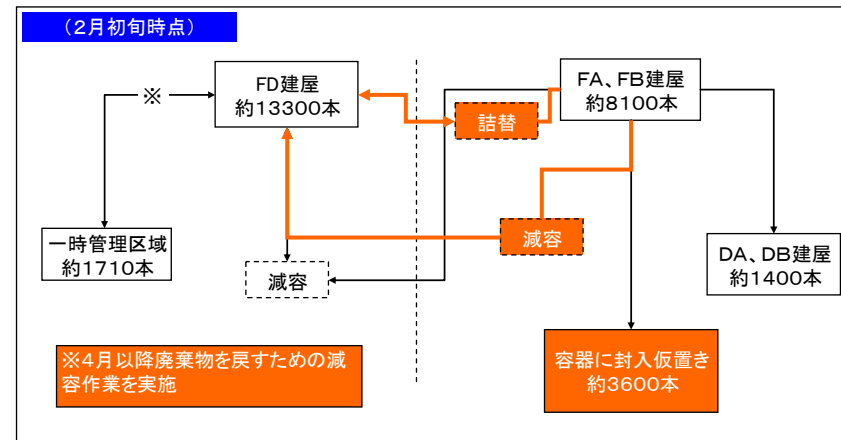 （２月初旬時点）
FD建屋
約13300本
FA、FB建屋
約8100本
※
詰替
減容
一時管理区域
約1710本
減容
DA、DB建屋
約1400本
※4月以降廃棄物を戻すための減
容作業を実施
容器に封入仮置き
約3600本